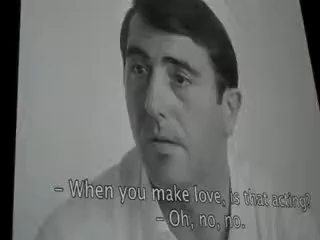 – When you make love, is that acting?
– Oh, no, no.